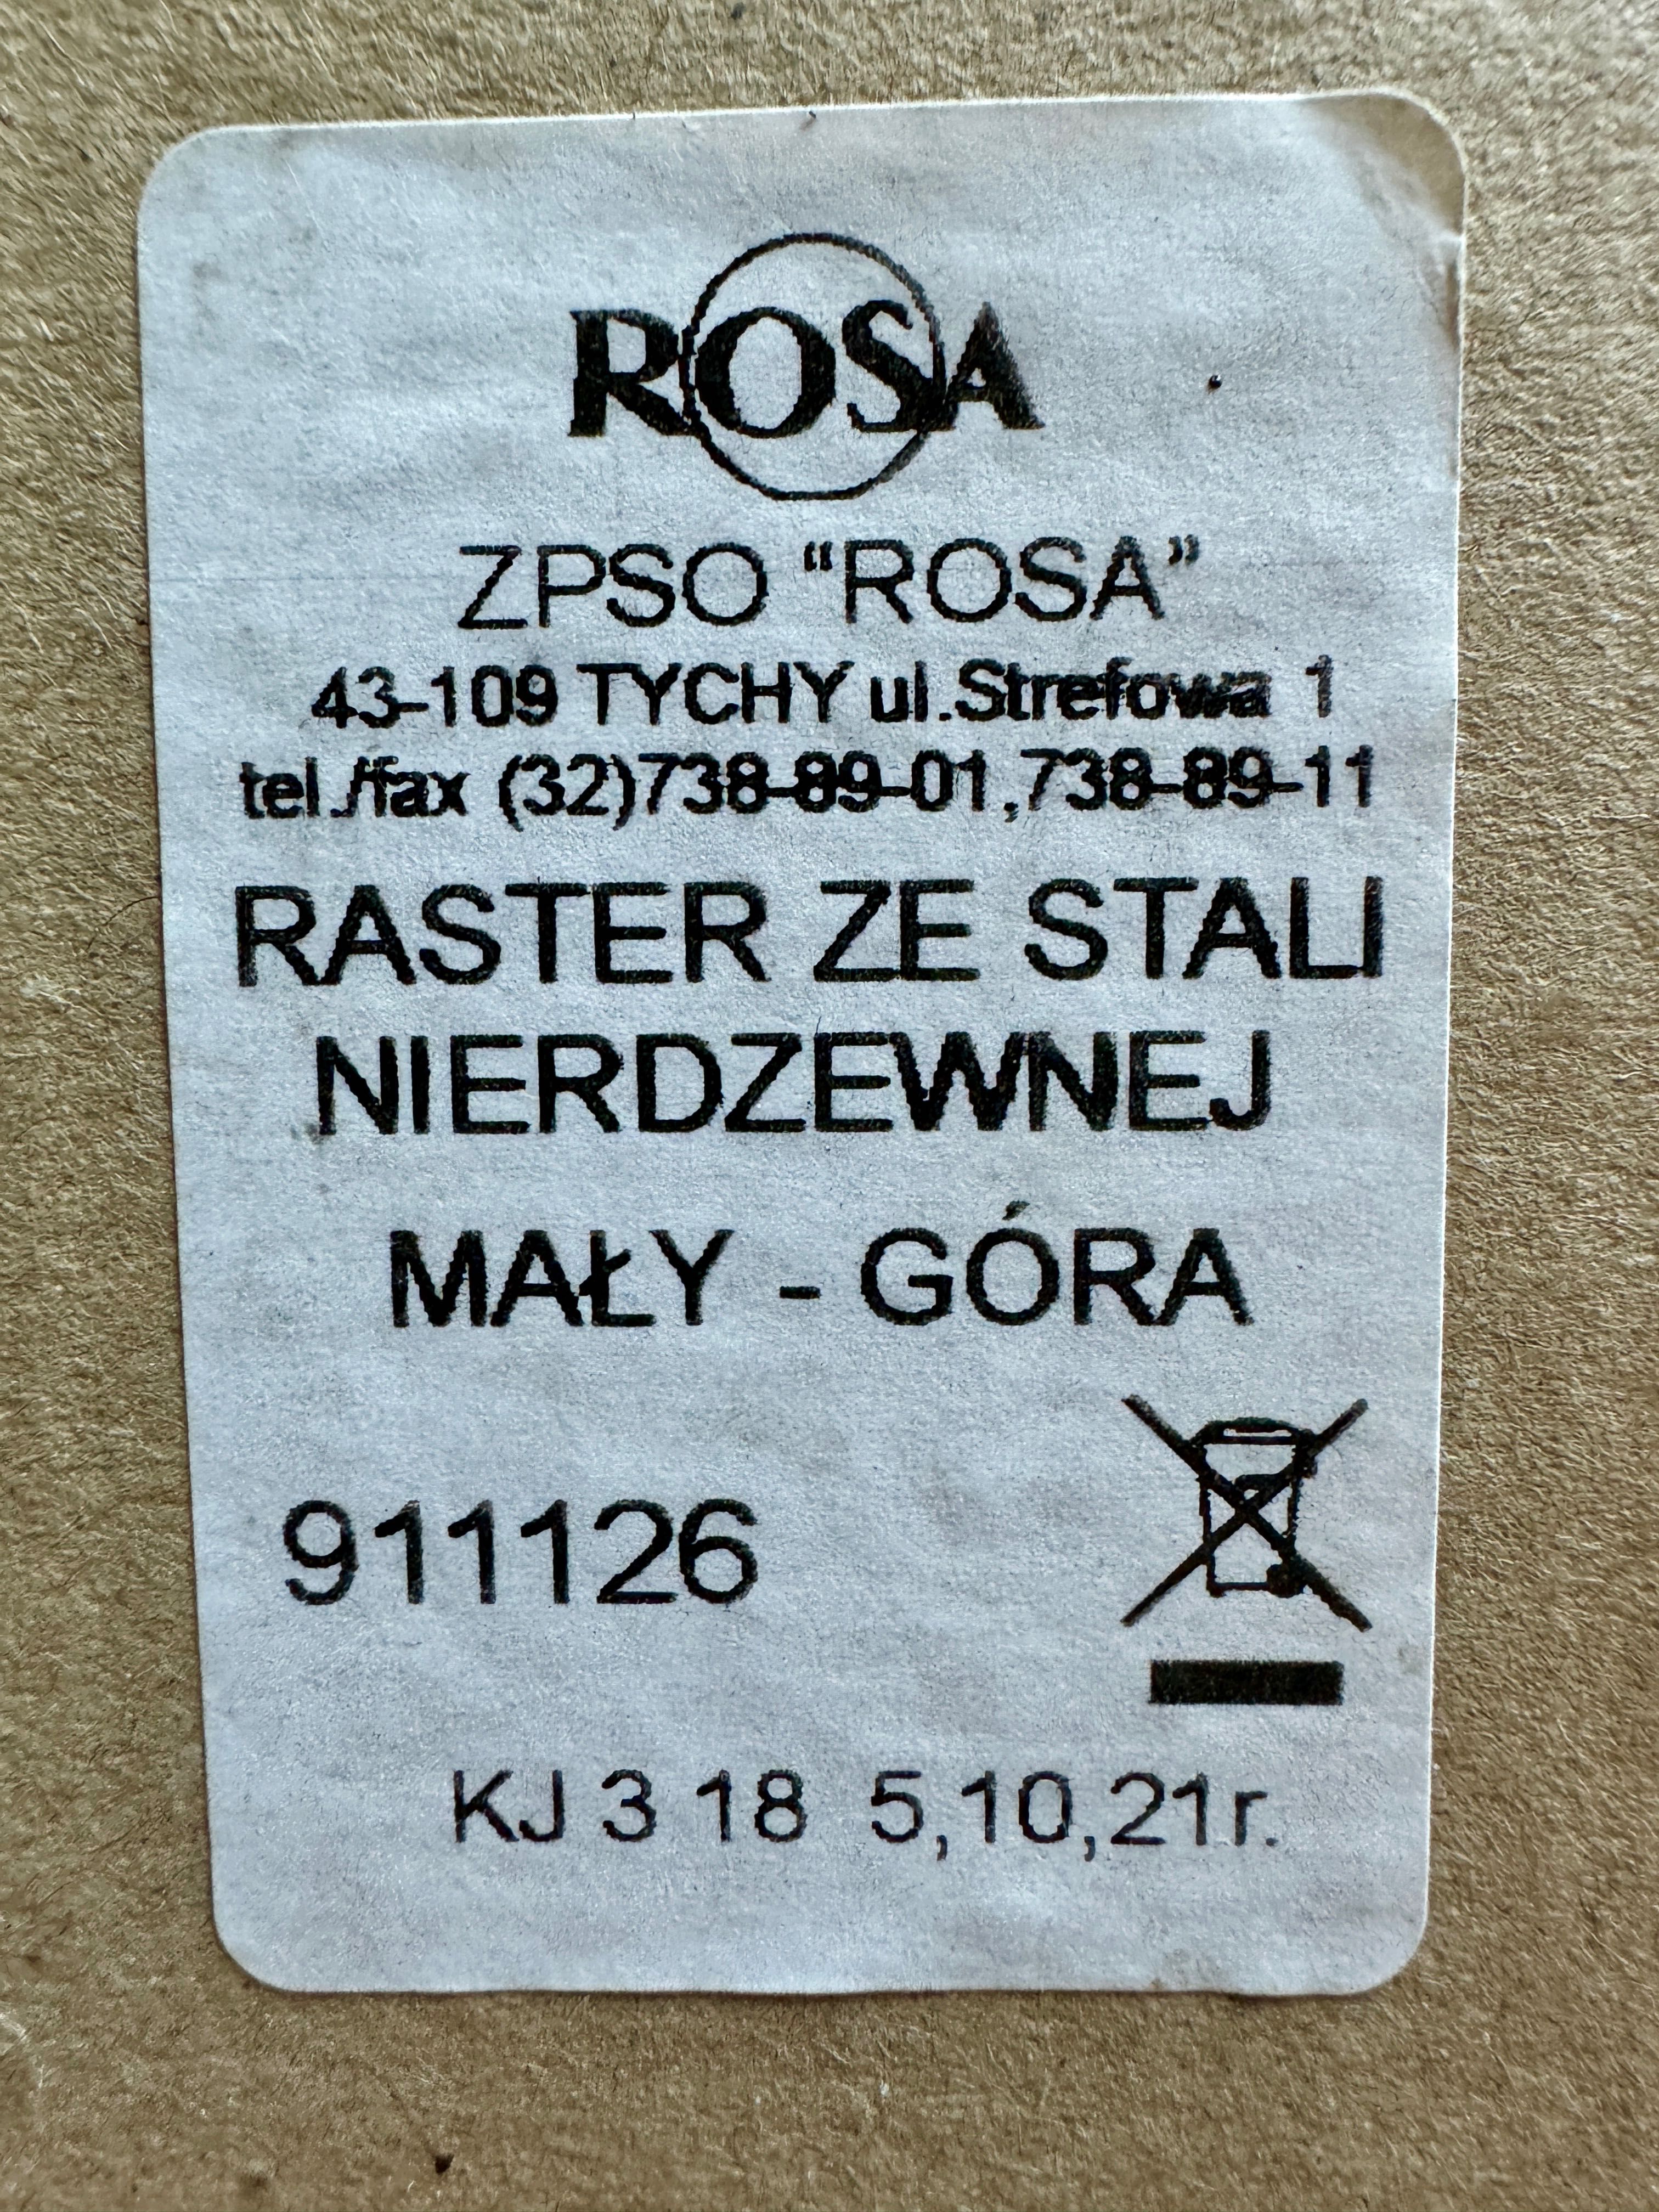 ROSA
ZPSO “ROSA”
43-109 TYCHY ul.Strefowa 1
tel./fax (32)738-89-01,738-89-11
RASTER ZE STALI
NIERDZEWNEJ
MAŁY - GÓRA
911126
KJ 3 18 5,10,21r.